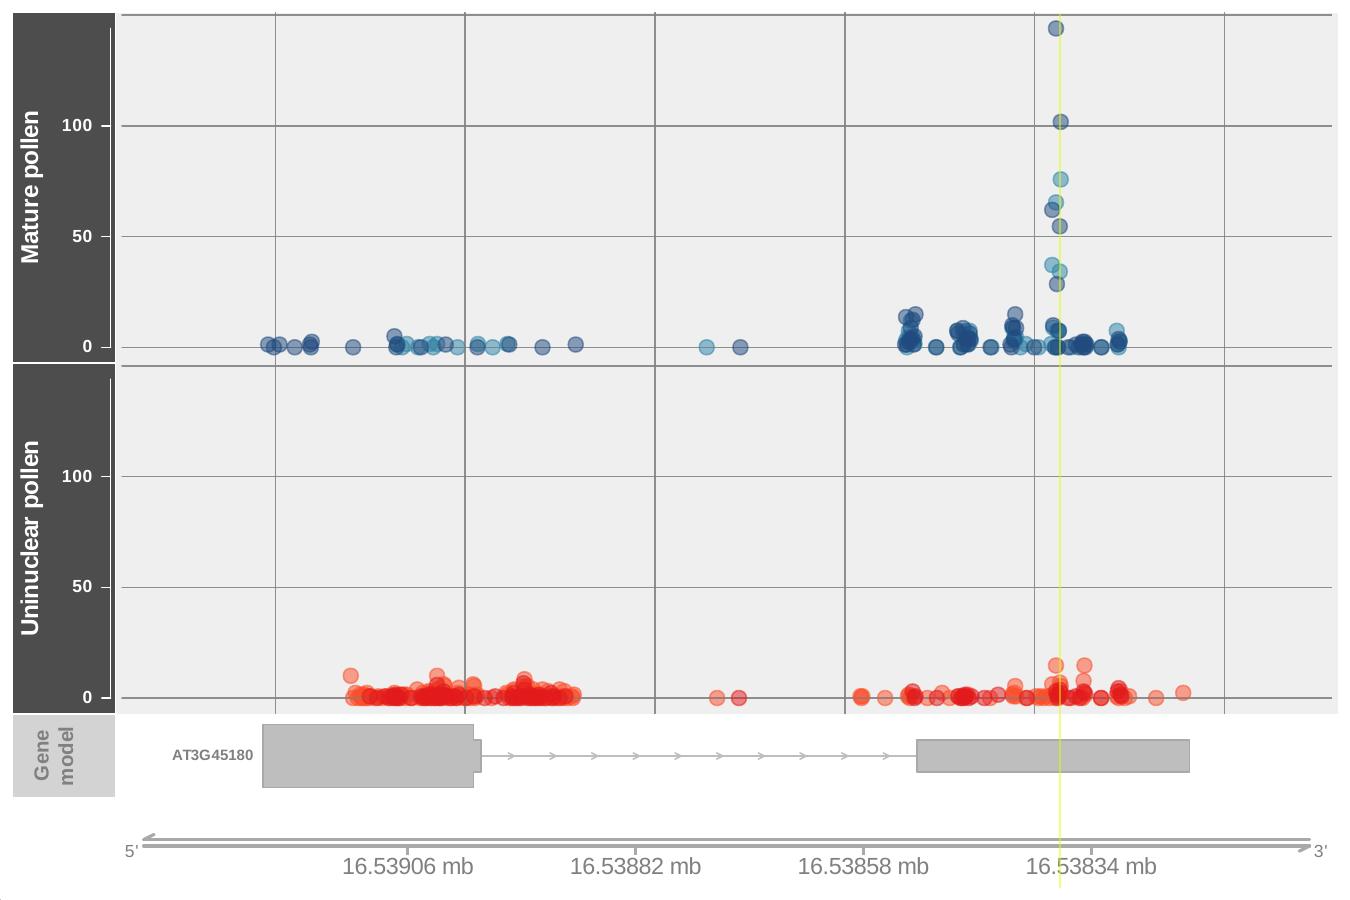 Mature pollen
100
50
0
Uninuclear pollen
100
50
0
Gene
model
AT3G45180
5'
3'
16.53906 mb
16.53882 mb
16.53858 mb
16.53834 mb